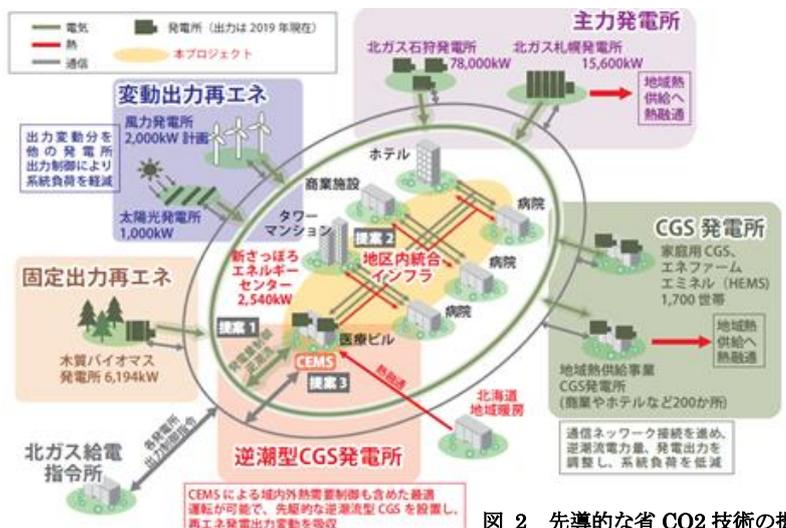 電気
熱
通信
発電所（出力は2019年現在）
本プロジェクト
主力発電所
北ガス石狩発電所
78,000kW
北ガス札幌発電所
15,600kW
地域熱
供給へ
熱融通
変動出力再エネ
風力発電所
2,000kW 計画
出力変動分を
他の発電所
出力制御により
系統負荷を軽減
太陽光発電所
1,000kW
ホテル
商業施設
タワー
マンション
病院
提案2
地区内統合
インフラ
新さっぽろ
エネルギー
センター
2,540kW
病院
病院
CGS発電所
家庭用CGS、
エネファーム
エミネル（HEMS）
1,700世帯
地域熱
供給へ
熱融通
地域熱供給事業
CGS発電所
(商業やホテルなど200か所)
通信ネットワーク接続を進め、
逆潮流電力量、発電出力を
調整し、系統負荷を低減
固定出力再エネ
木質バイオマス
発電所6,194kW
提案1
医療ビル
CEMS
提案3
逆潮流
熱融通
北海道
地域暖房
逆潮型CGS発電所
北ガス給電
指令所
各発電所
出力制御指令
CEMSによる域内外熱需要制御も含めた最適
運転が可能で、先駆的な逆潮流型CGSを設置し、
再エネ発電出力変動を吸収
図 2 先導的な省 CO2 技術の